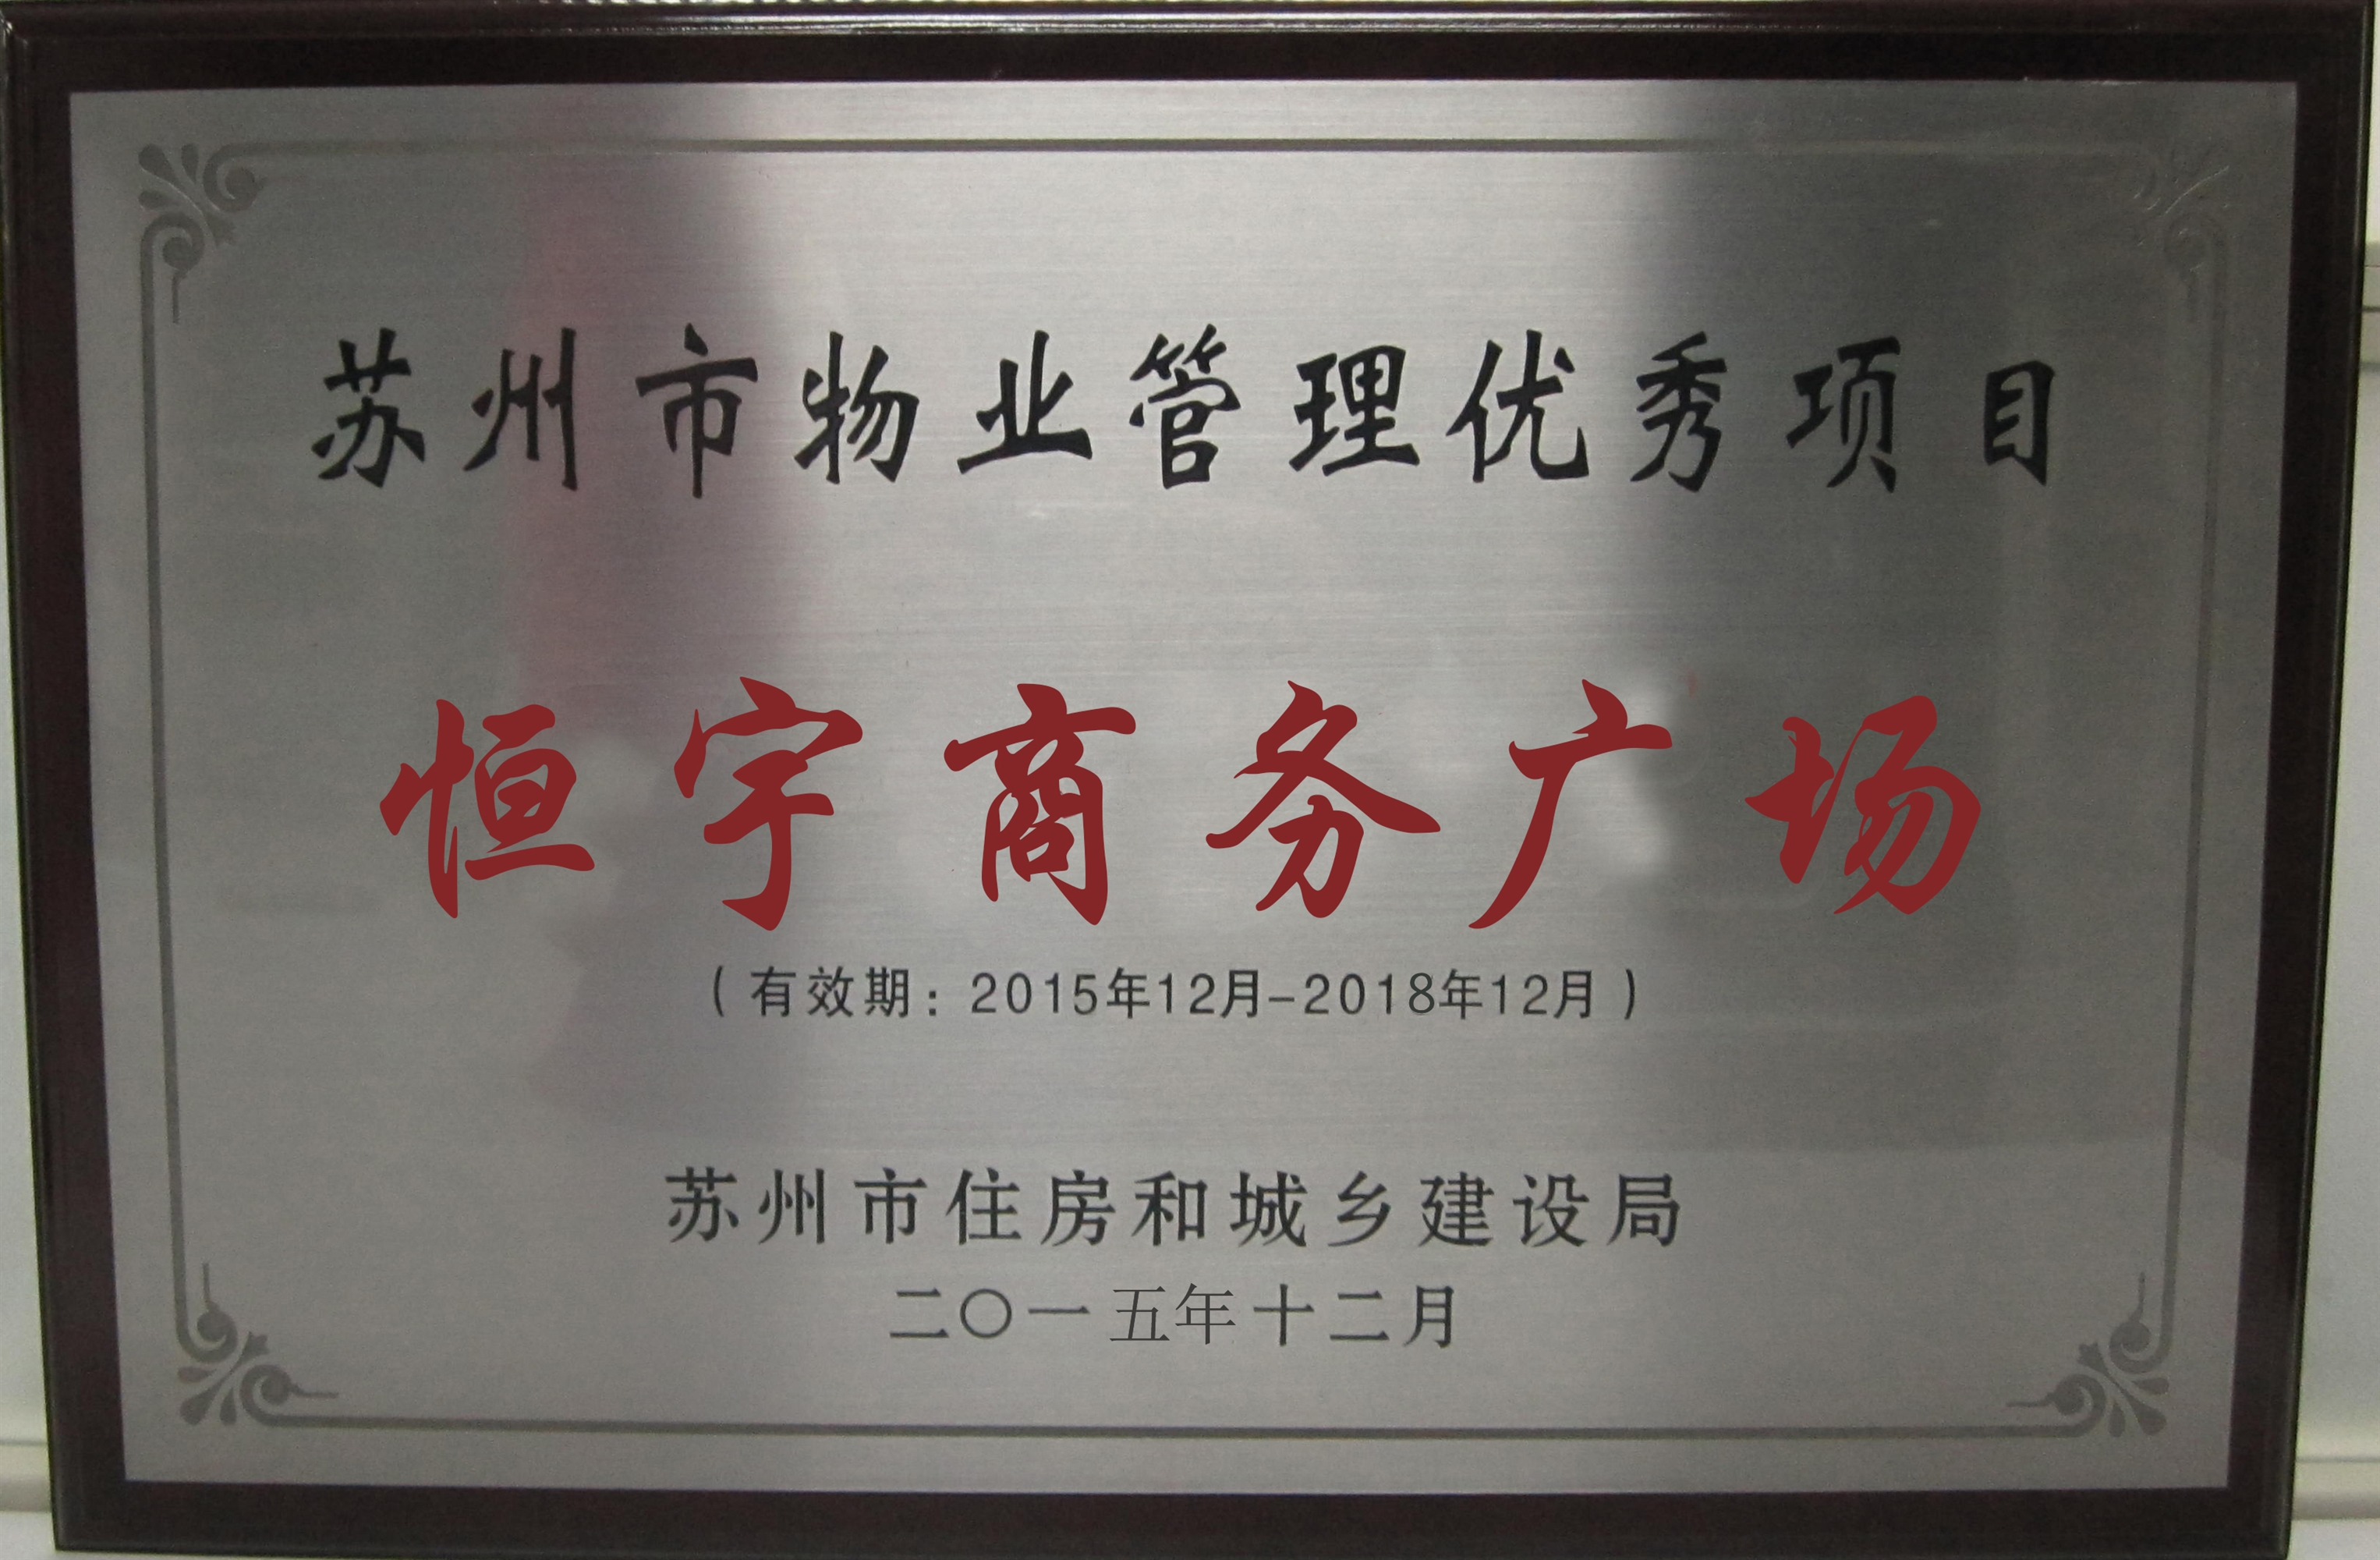 苏州市物业管理优秀项目
恒宇商务广场
（有效期：2015年12月-2018年12月）
苏州市住房和城乡建设局
二〇一五年十二月